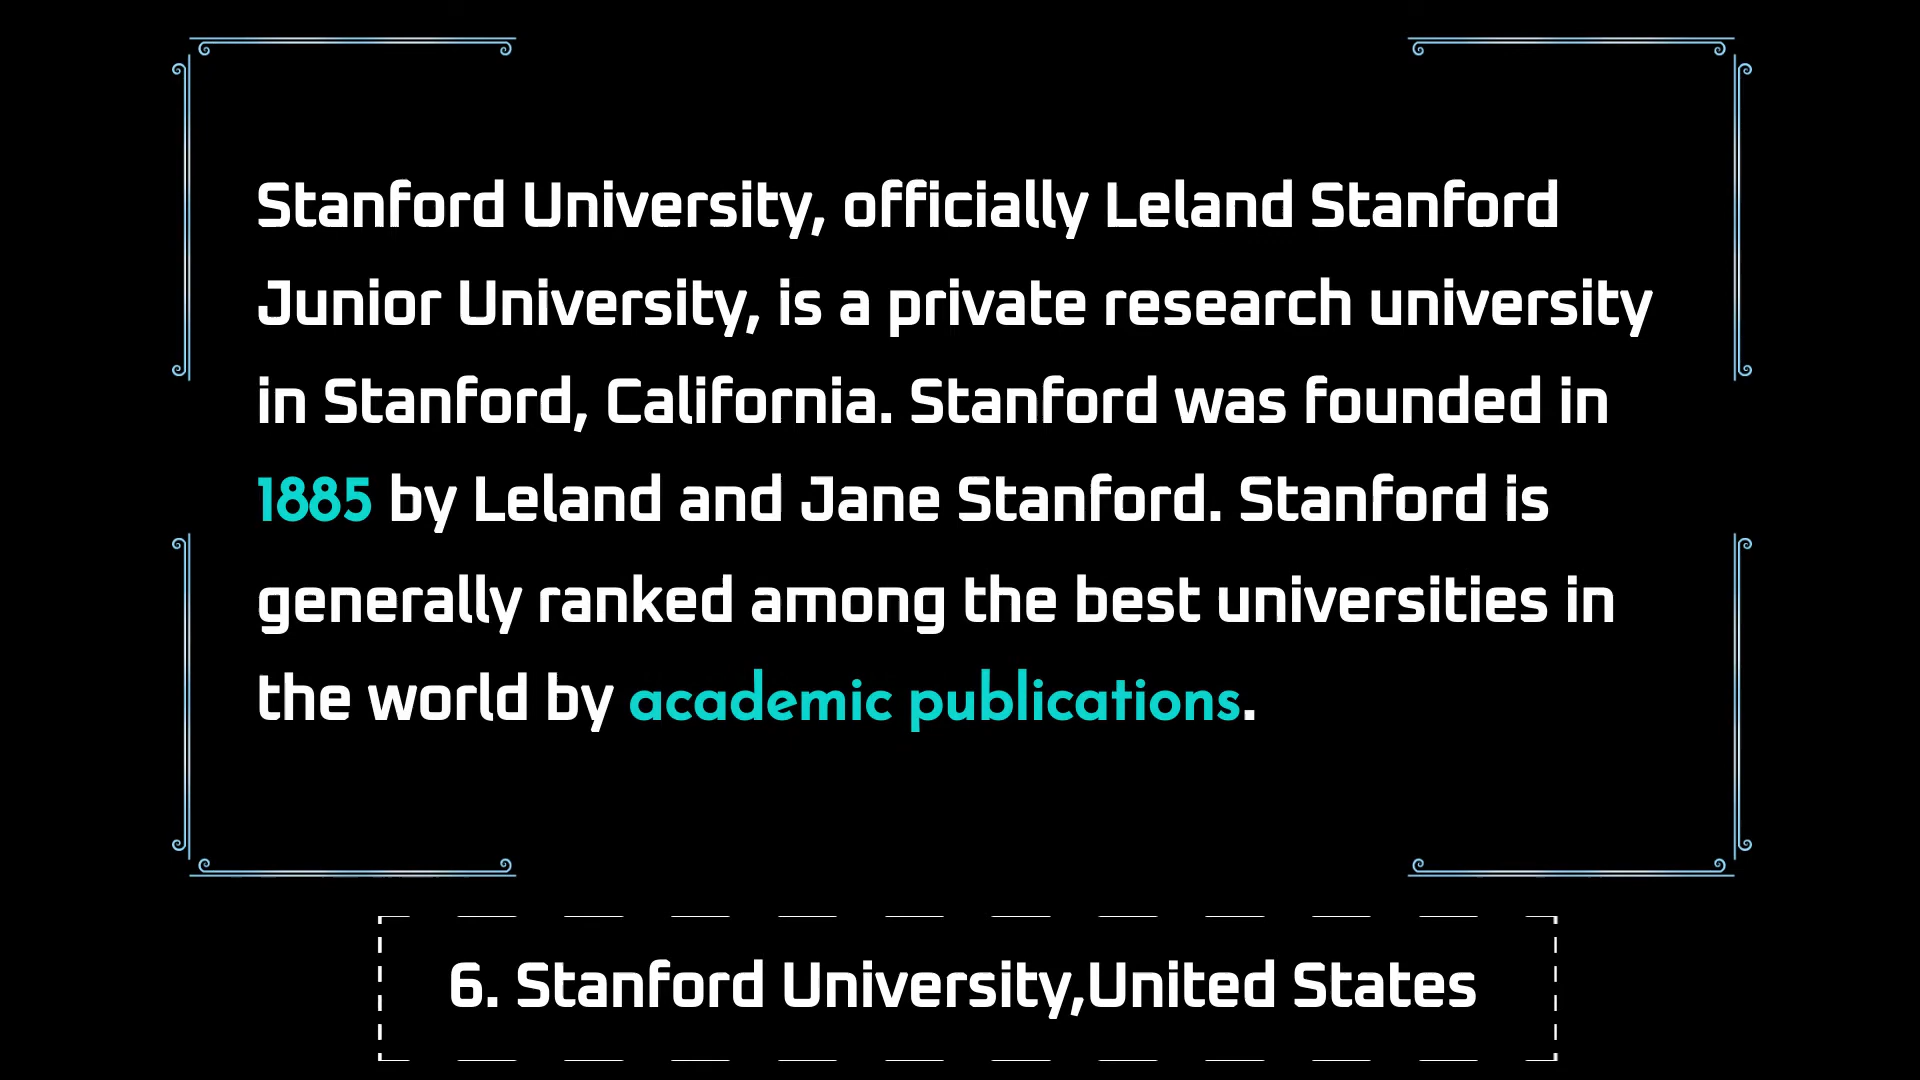 Stanford University, officially Leland Stanford
Junior University, is a private research university
in Stanford, California. Stanford was founded in
1885 by Leland and Jane Stanford. Stanford is
generally ranked among the best universities in
the world by academic publications.
6. Stanford University,United States